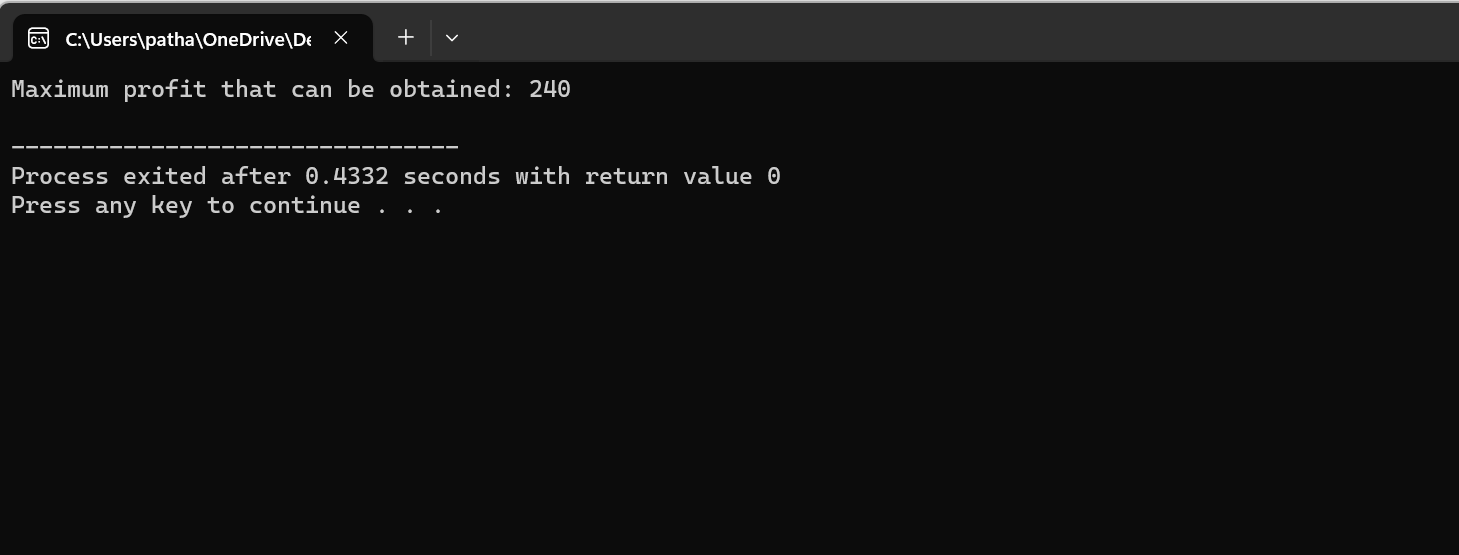 C:\Users\patha\OneDrive\De
Maximum profit that can be obtained: 240
--------------------------------
Process exited after 0.4332 seconds with return value 0
Press any key to continue . . .